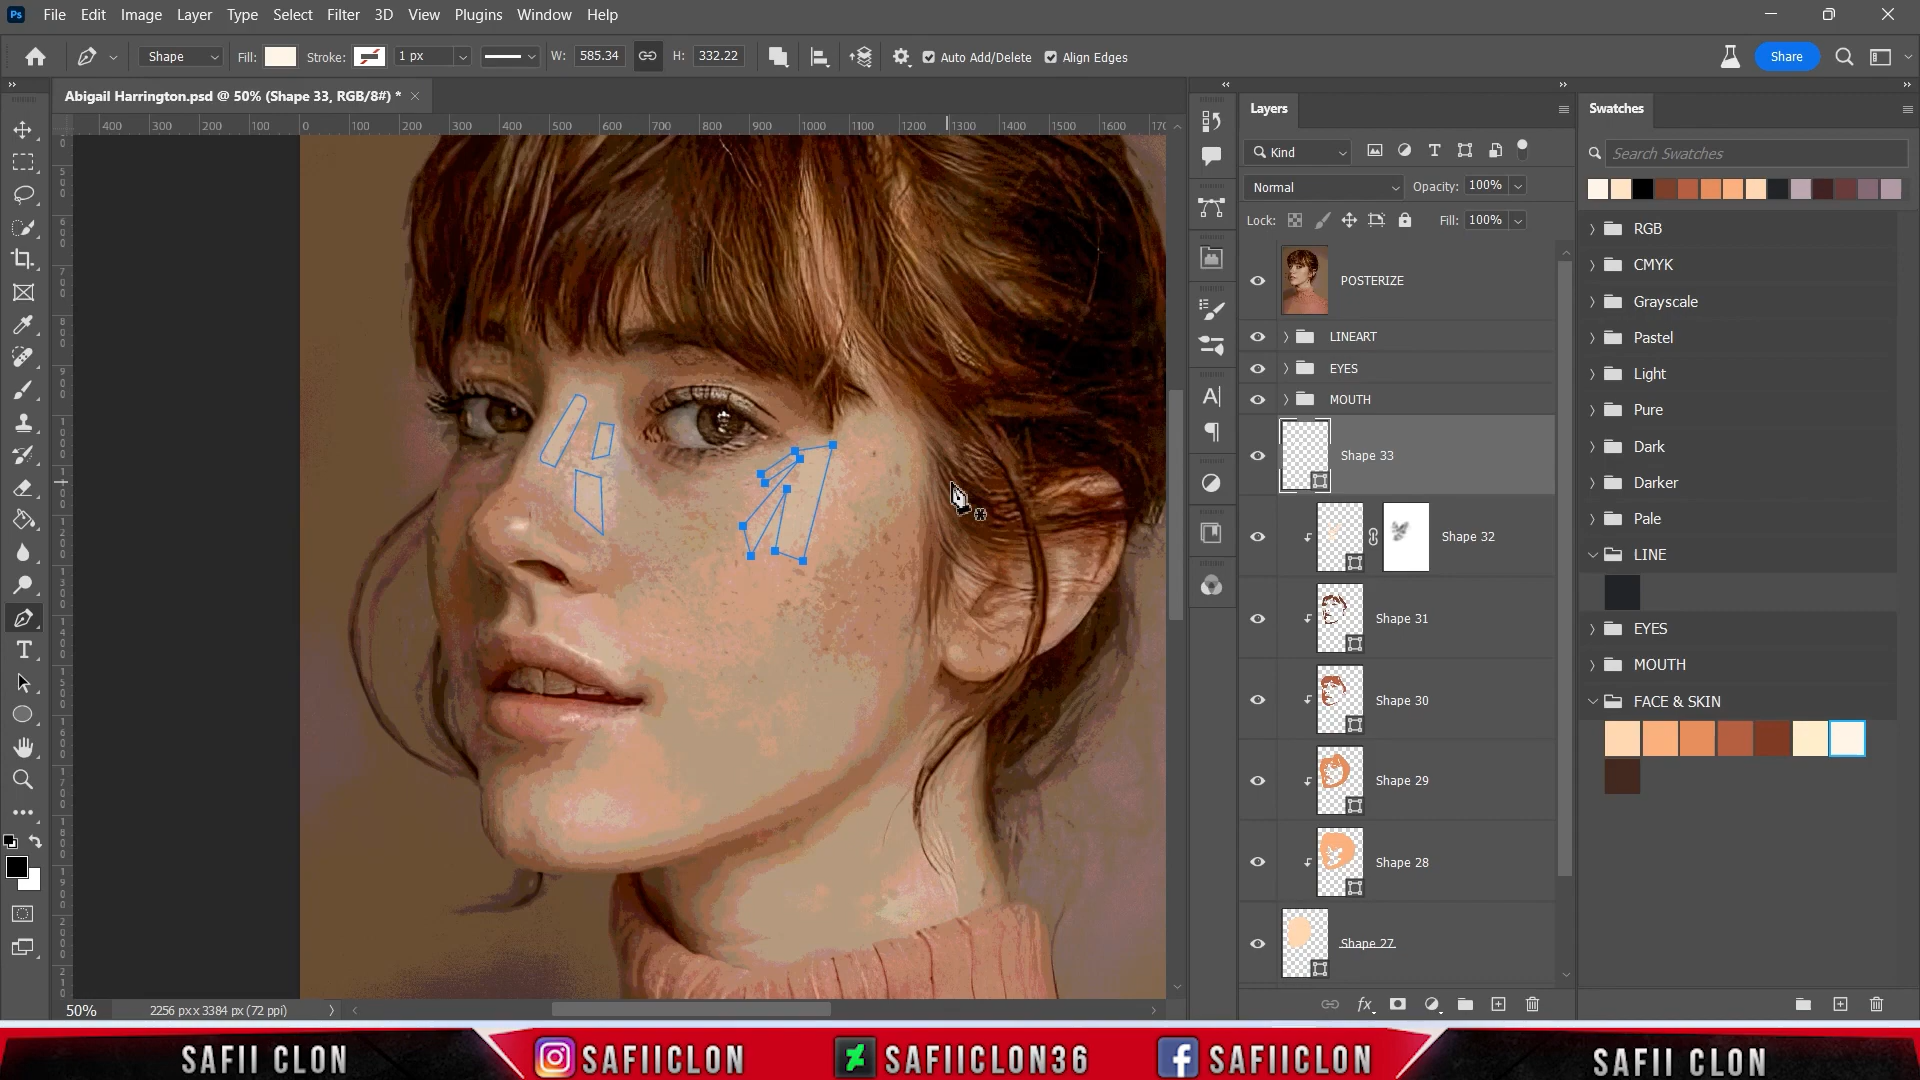 File Edit Image Layer Type Select Filter 3D View Plugins Window Help
Shape Fill: Stroke: 1 px W: 585.34 H: 332.22 Auto Add/Delete Align Edges Share
Abigail Harrington.psd @ 50% (Shape 33, RGB/8#) *
400 300 200 100 0 100 200 300 400 500 600 700 800 900 1000 1100 1200 1300 1400 1500 1600
Layers
Kind
Normal Opacity: 100%
Lock: Fill: 100%
POSTERIZE
LINEART
EYES
MOUTH
Shape 33
Shape 32
Shape 31
Shape 30
Shape 29
Shape 28
Shape 27
Swatches
Search Swatches
RGB
CMYK
Grayscale
Pastel
Light
Pure
Dark
Darker
Pale
LINE
EYES
MOUTH
FACE & SKIN
50% 2256 px x 3384 px (72 ppi)
SAFII CLON SAFIICLON SAFIICLON36 SAFIICLON SAFII CLON